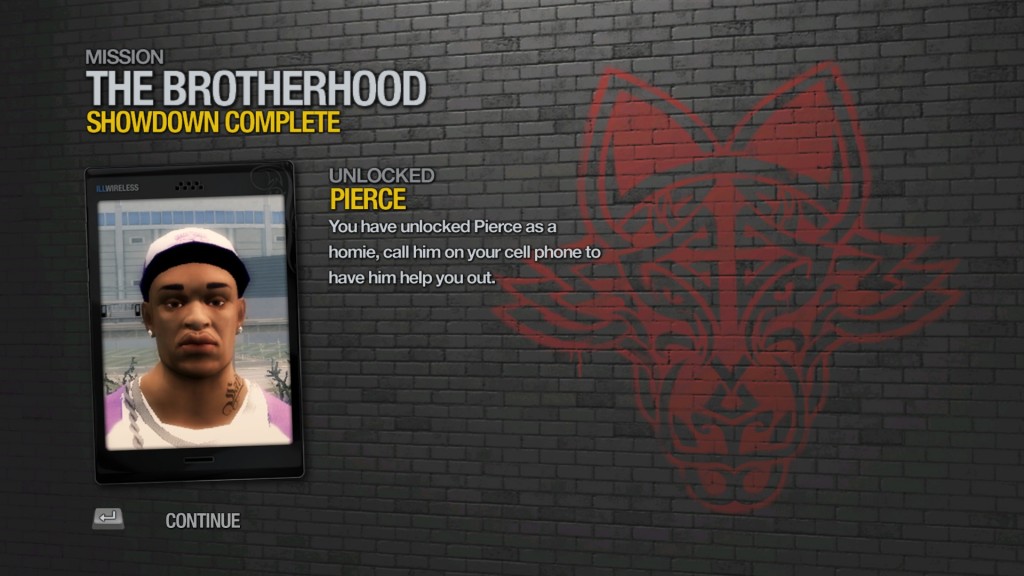 MISSION
THE BROTHERHOOD
SHOWDOWN COMPLETE
ILLWIRELESS
UNLOCKED
PIERCE
You have unlocked Pierce as a
homie, call him on your cell phone to
have him help you out.
CONTINUE